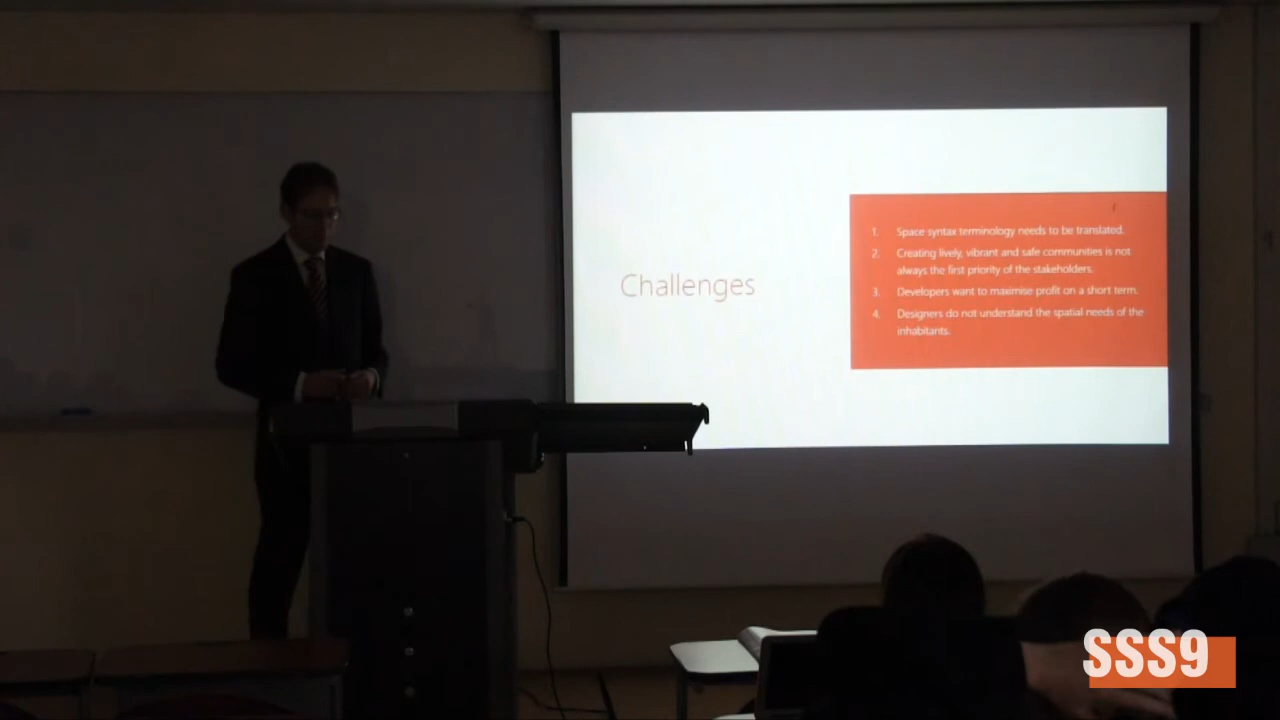 Challenges
1. Space syntax terminology needs to be translated.
2. Creating lively, vibrant and safe communities is not
always the first priority of the stakeholders.
3. Developers want to maximise profit on a short term.
4. Designers do not understand the spatial needs of the
inhabitants.
SSS9